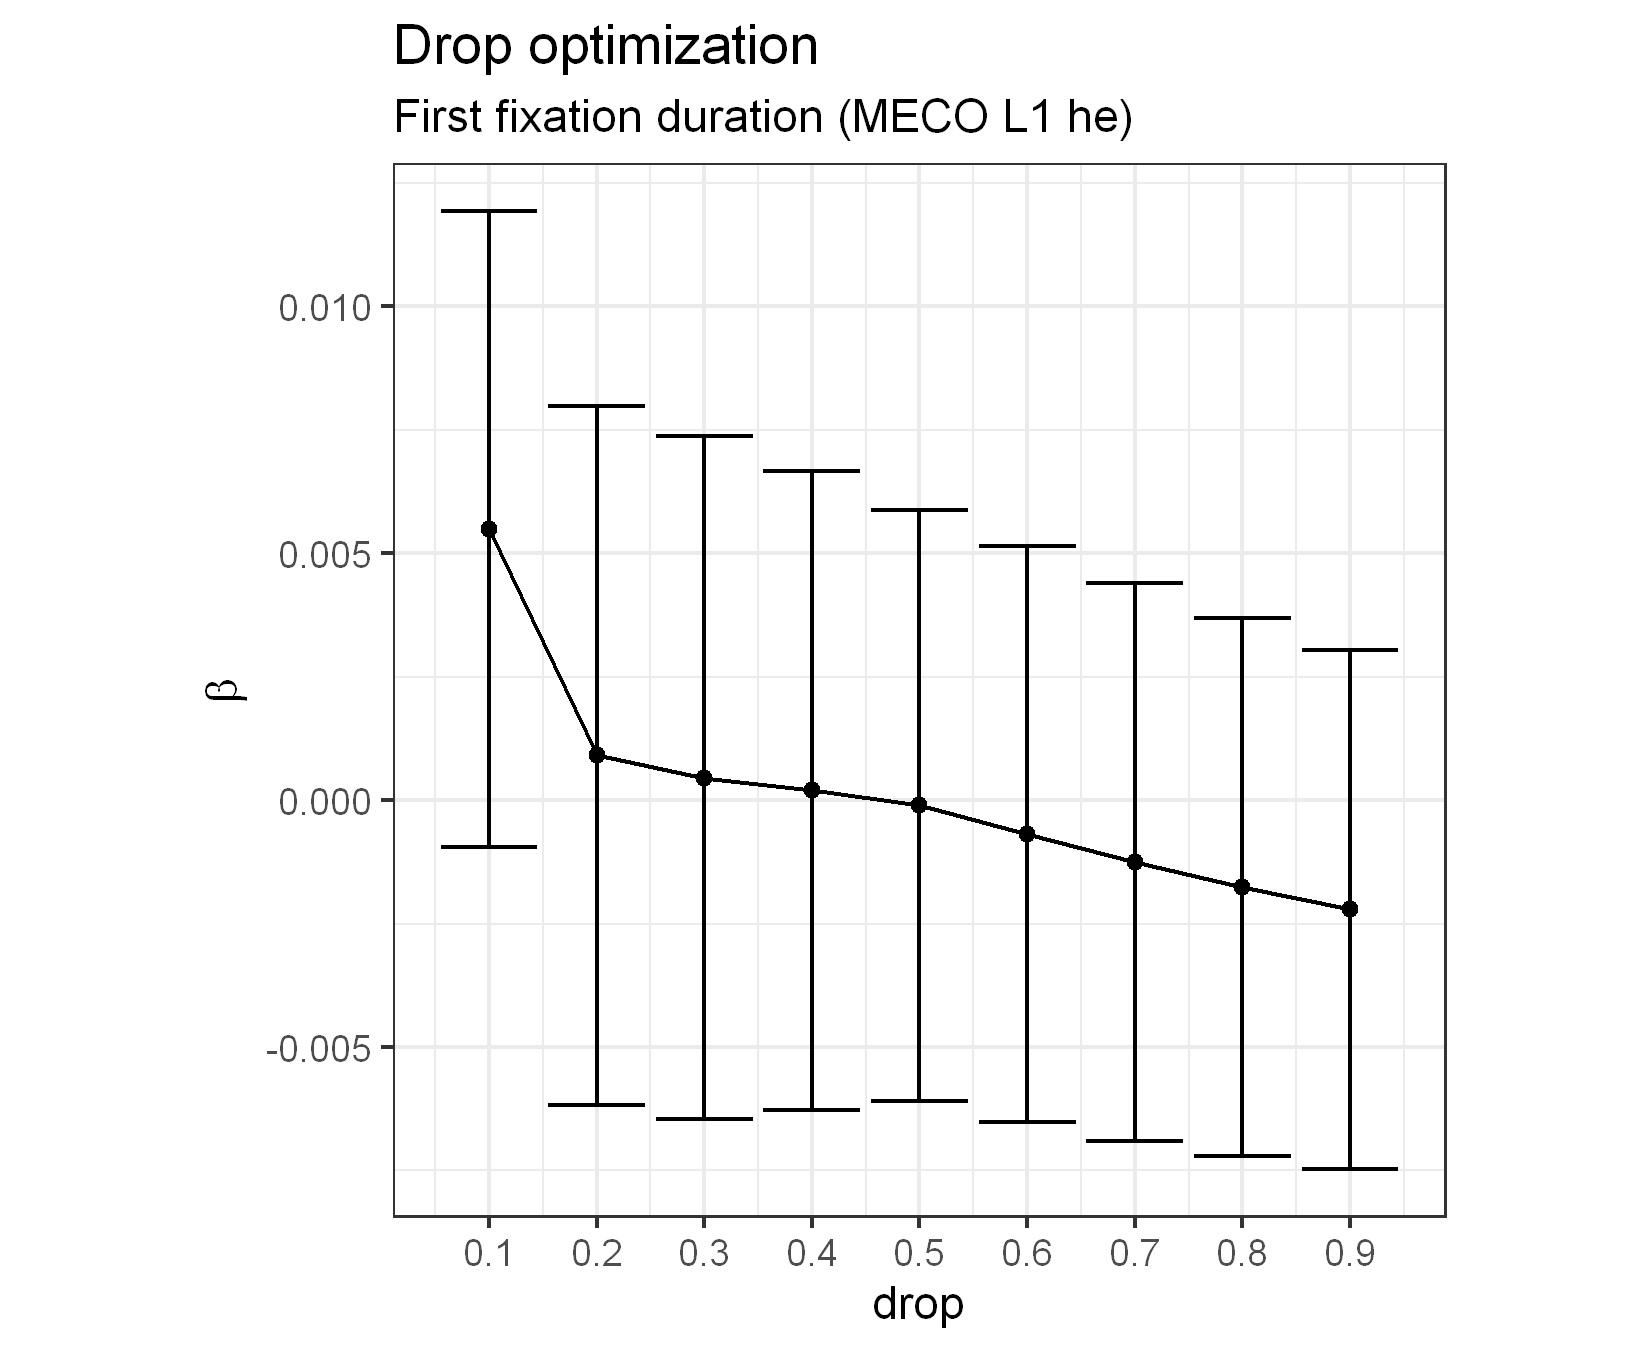 Drop optimization
First fixation duration (MECO L1 he)
0.010
0.005
0.000
-0.005
β
0.1 0.2 0.3 0.4 0.5 0.6 0.7 0.8 0.9
drop